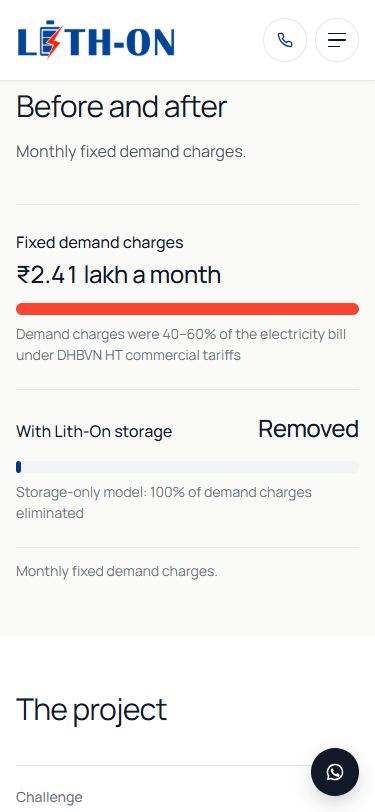 LITH-ON
Before and after
Monthly fixed demand charges.
Fixed demand charges
₹2.41 lakh a month
Demand charges were 40–60% of the electricity bill
under DHBVN HT commercial tariffs
With Lith-On storage Removed
Storage-only model: 100% of demand charges
eliminated
Monthly fixed demand charges.
The project
Challenge